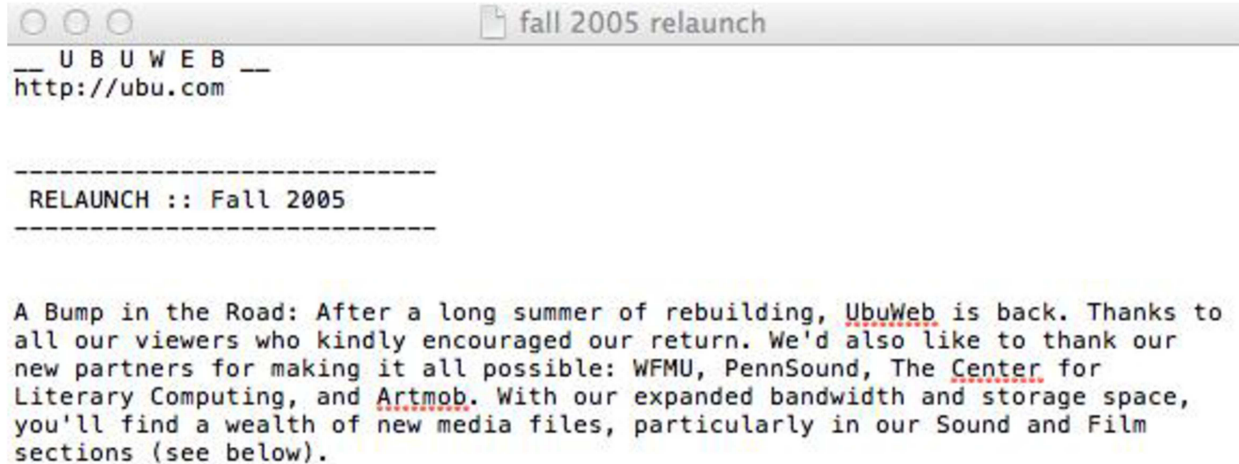 fall 2005 relaunch
__ U B U W E B __
http://ubu.com
----------------------------
RELAUNCH :: Fall 2005
----------------------------
A Bump in the Road: After a long summer of rebuilding, UbuWeb is back. Thanks to
all our viewers who kindly encouraged our return. We'd also like to thank our
new partners for making it all possible: WFMU, PennSound, The Center for
Literary Computing, and Artmob. With our expanded bandwidth and storage space,
you'll find a wealth of new media files, particularly in our Sound and Film
sections (see below).